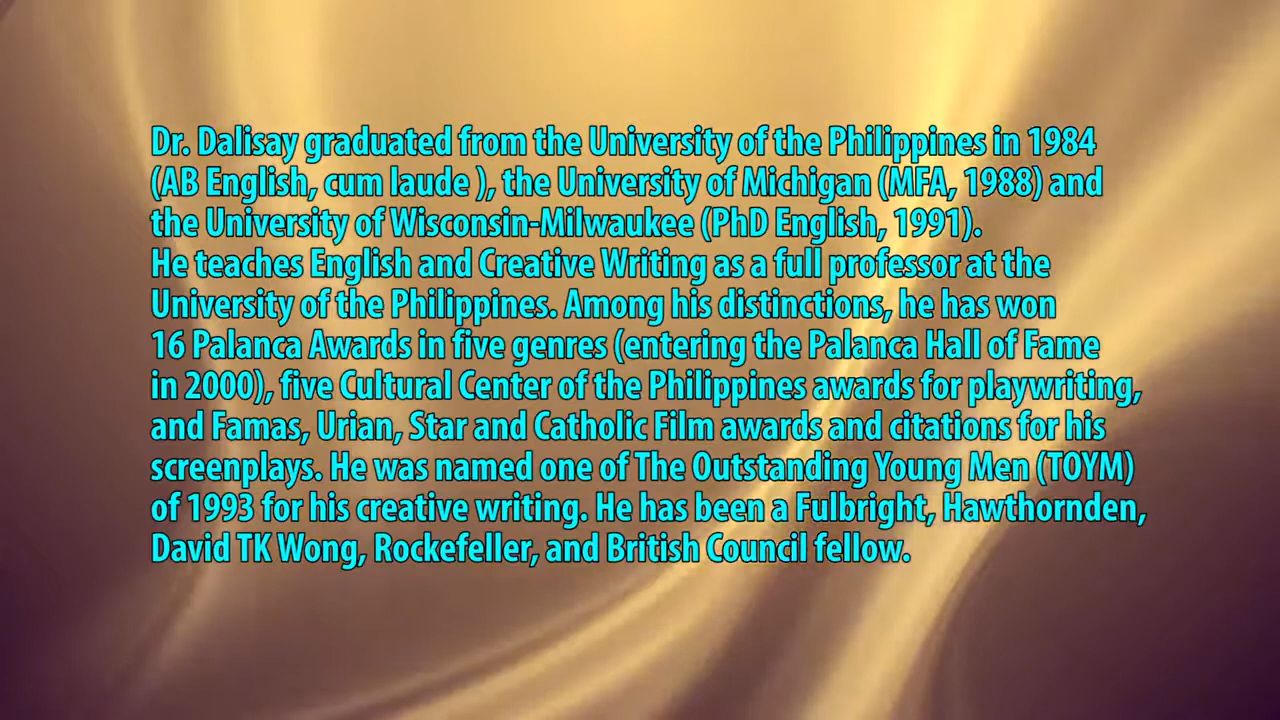 Dr. Dalisay graduated from the University of the Philippines in 1984
(AB English, cum laude ), the University of Michigan (MFA, 1988) and
the University of Wisconsin-Milwaukee (PhD English, 1991).
He teaches English and Creative Writing as a full professor at the
University of the Philippines. Among his distinctions, he has won
16 Palanca Awards in five genres (entering the Palanca Hall of Fame
in 2000), five Cultural Center of the Philippines awards for playwriting,
and Famas, Urian, Star and Catholic Film awards and citations for his
screenplays. He was named one of The Outstanding Young Men (TOYM)
of 1993 for his creative writing. He has been a Fulbright, Hawthornden,
David TK Wong, Rockefeller, and British Council fellow.